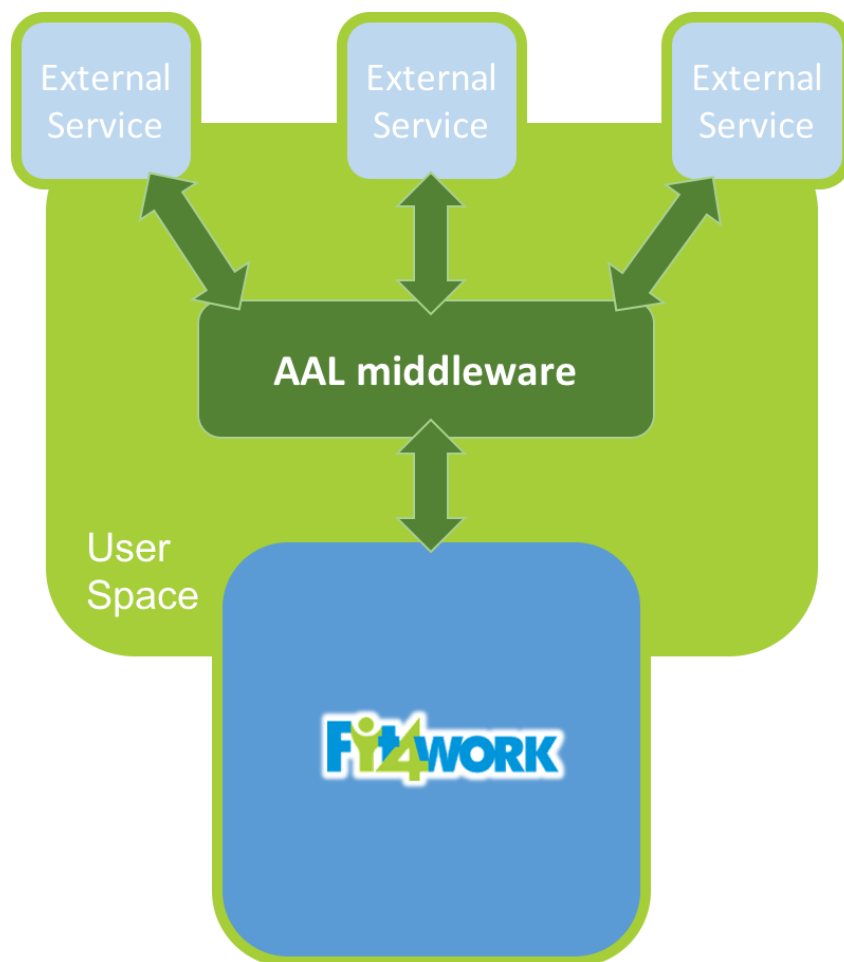 External
Service
External
Service
External
Service
AAL middleware
User
Space
Fit4WORK